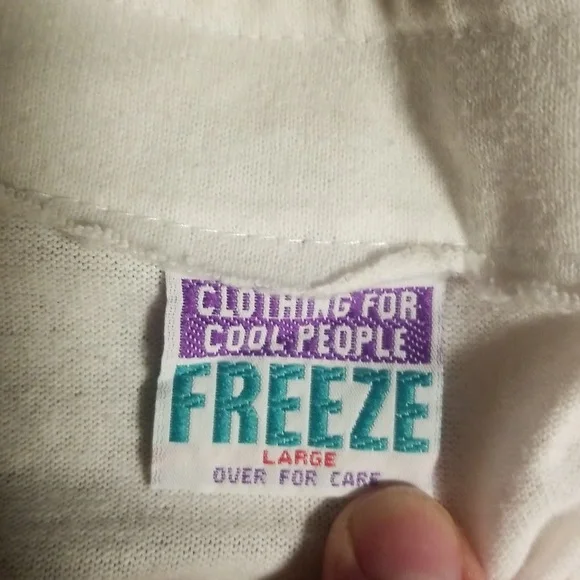 CLOTHING FOR
COOL PEOPLE
FREEZE
LARGE
OVER FOR CARE